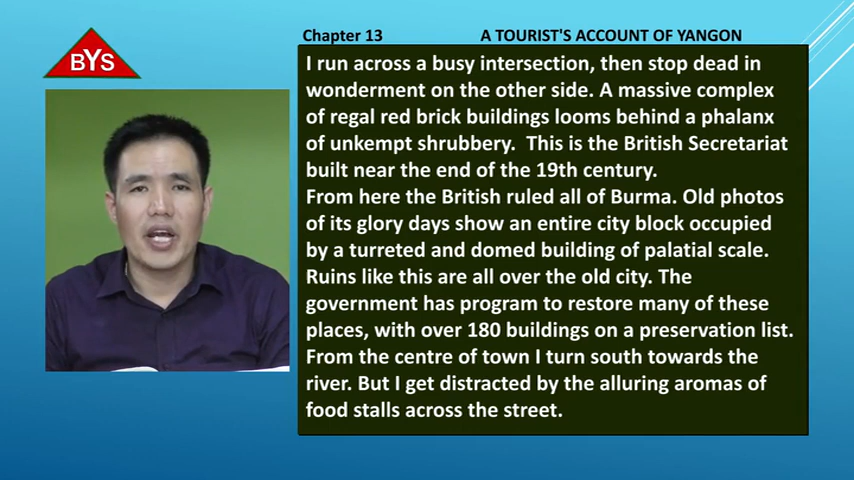 Chapter 13 A TOURIST'S ACCOUNT OF YANGON
BYS
I run across a busy intersection, then stop dead in
wonderment on the other side. A massive complex
of regal red brick buildings looms behind a phalanx
of unkempt shrubbery. This is the British Secretariat
built near the end of the 19th century.
From here the British ruled all of Burma. Old photos
of its glory days show an entire city block occupied
by a turreted and domed building of palatial scale.
Ruins like this are all over the old city. The
government has program to restore many of these
places, with over 180 buildings on a preservation list.
From the centre of town I turn south towards the
river. But I get distracted by the alluring aromas of
food stalls across the street.